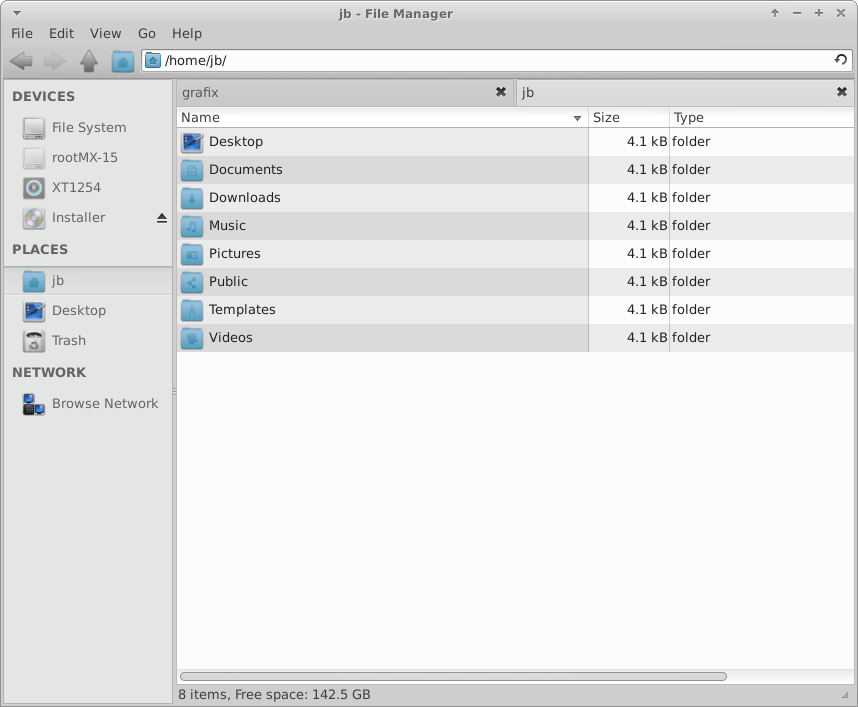 jb - File Manager
File Edit View Go Help
/home/jb/
DEVICES
File System
rootMX-15
XT1254
Installer
PLACES
jb
Desktop
Trash
NETWORK
Browse Network
grafix jb
Name Size Type
Desktop 4.1 kB folder
Documents 4.1 kB folder
Downloads 4.1 kB folder
Music 4.1 kB folder
Pictures 4.1 kB folder
Public 4.1 kB folder
Templates 4.1 kB folder
Videos 4.1 kB folder
8 items, Free space: 142.5 GB